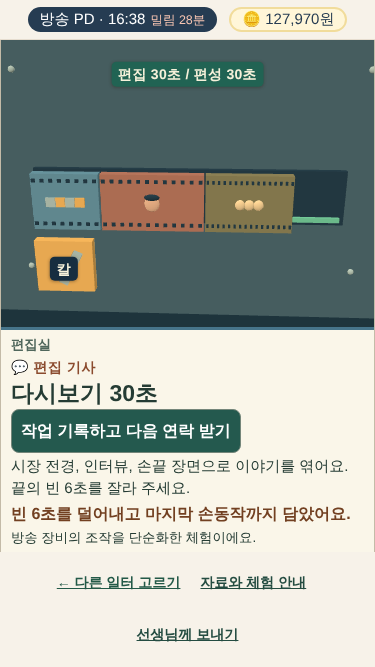 방송 PD · 16:38 밀림 28분
🪙 127,970원
편집 30초 / 편성 30초
칼
편집실
💬 편집 기사
다시보기 30초
작업 기록하고 다음 연락 받기
시장 전경, 인터뷰, 손끝 장면으로 이야기를 엮어요.
끝의 빈 6초를 잘라 주세요.
빈 6초를 덜어내고 마지막 손동작까지 담았어요.
방송 장비의 조작을 단순화한 체험이에요.
← 다른 일터 고르기 자료와 체험 안내
선생님께 보내기